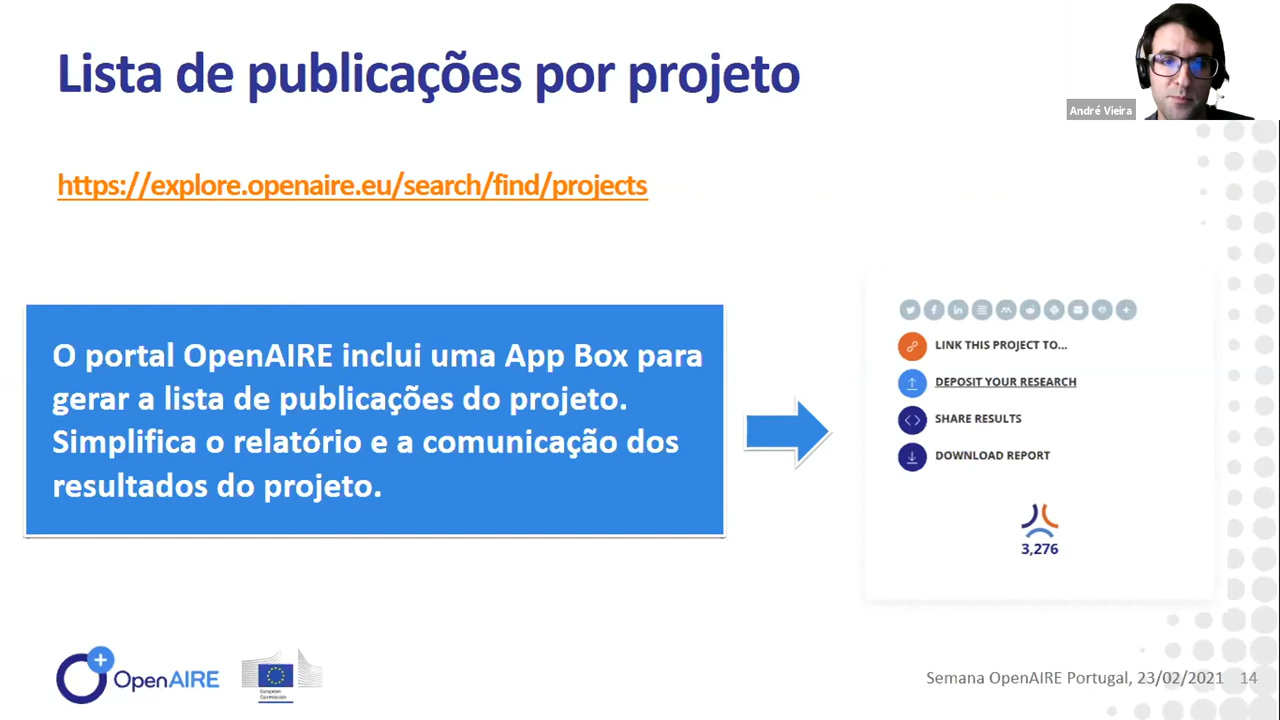 Lista de publicações por projeto
André Vieira
https://explore.openaire.eu/search/find/projects
O portal OpenAIRE inclui uma App Box para
gerar a lista de publicações do projeto.
Simplifica o relatório e a comunicação dos
resultados do projeto.
LINK THIS PROJECT TO...
DEPOSIT YOUR RESEARCH
SHARE RESULTS
DOWNLOAD REPORT
3,276
OpenAIRE
European
Commission
Semana OpenAIRE Portugal, 23/02/2021 14